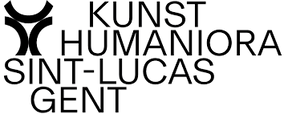 KUNST
HUMANIORA
SINT-LUCAS
GENT